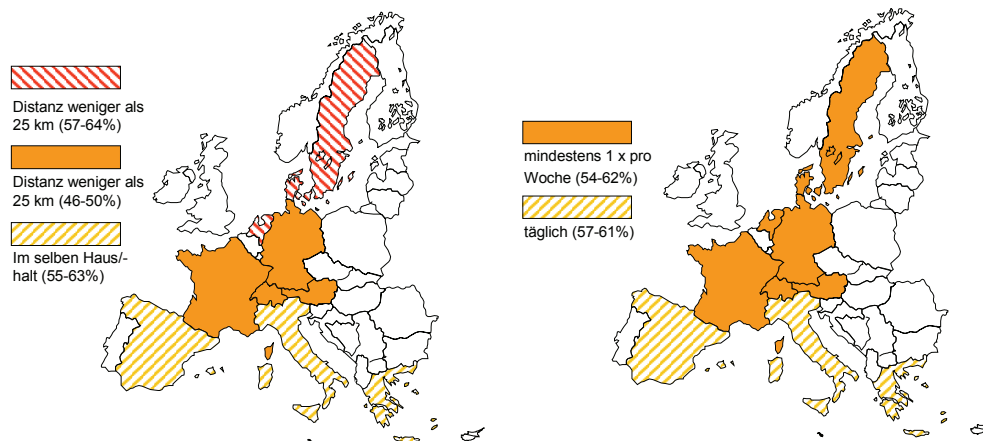 Distanz weniger als
25 km (57-64%)
Distanz weniger als
25 km (46-50%)
Im selben Haus/-
halt (55-63%)
mindestens 1 x pro
Woche (54-62%)
täglich (57-61%)